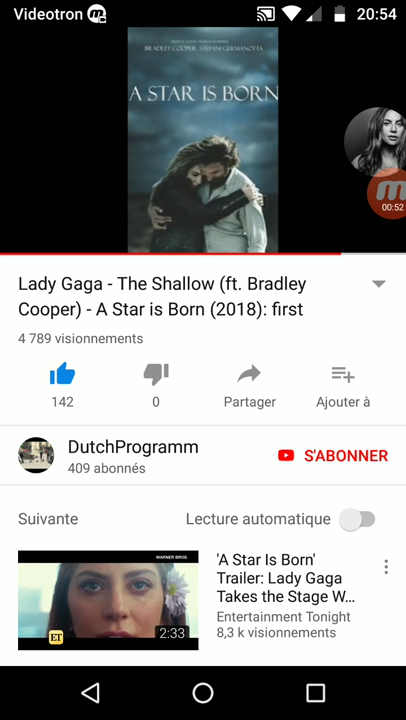 Videotron
20:54
BRADLEY COOPER, STEFANI GERMANOTTA
A STAR IS BORN
00:52
Lady Gaga - The Shallow (ft. Bradley
Cooper) - A Star is Born (2018): first
4 789 visionnements
142
0
Partager
Ajouter à
DutchProgramm
409 abonnés
S'ABONNER
Suivante
Lecture automatique
WARNER BROS.
ET
2:33
'A Star Is Born'
Trailer: Lady Gaga
Takes the Stage W...
Entertainment Tonight
8,3 k visionnements